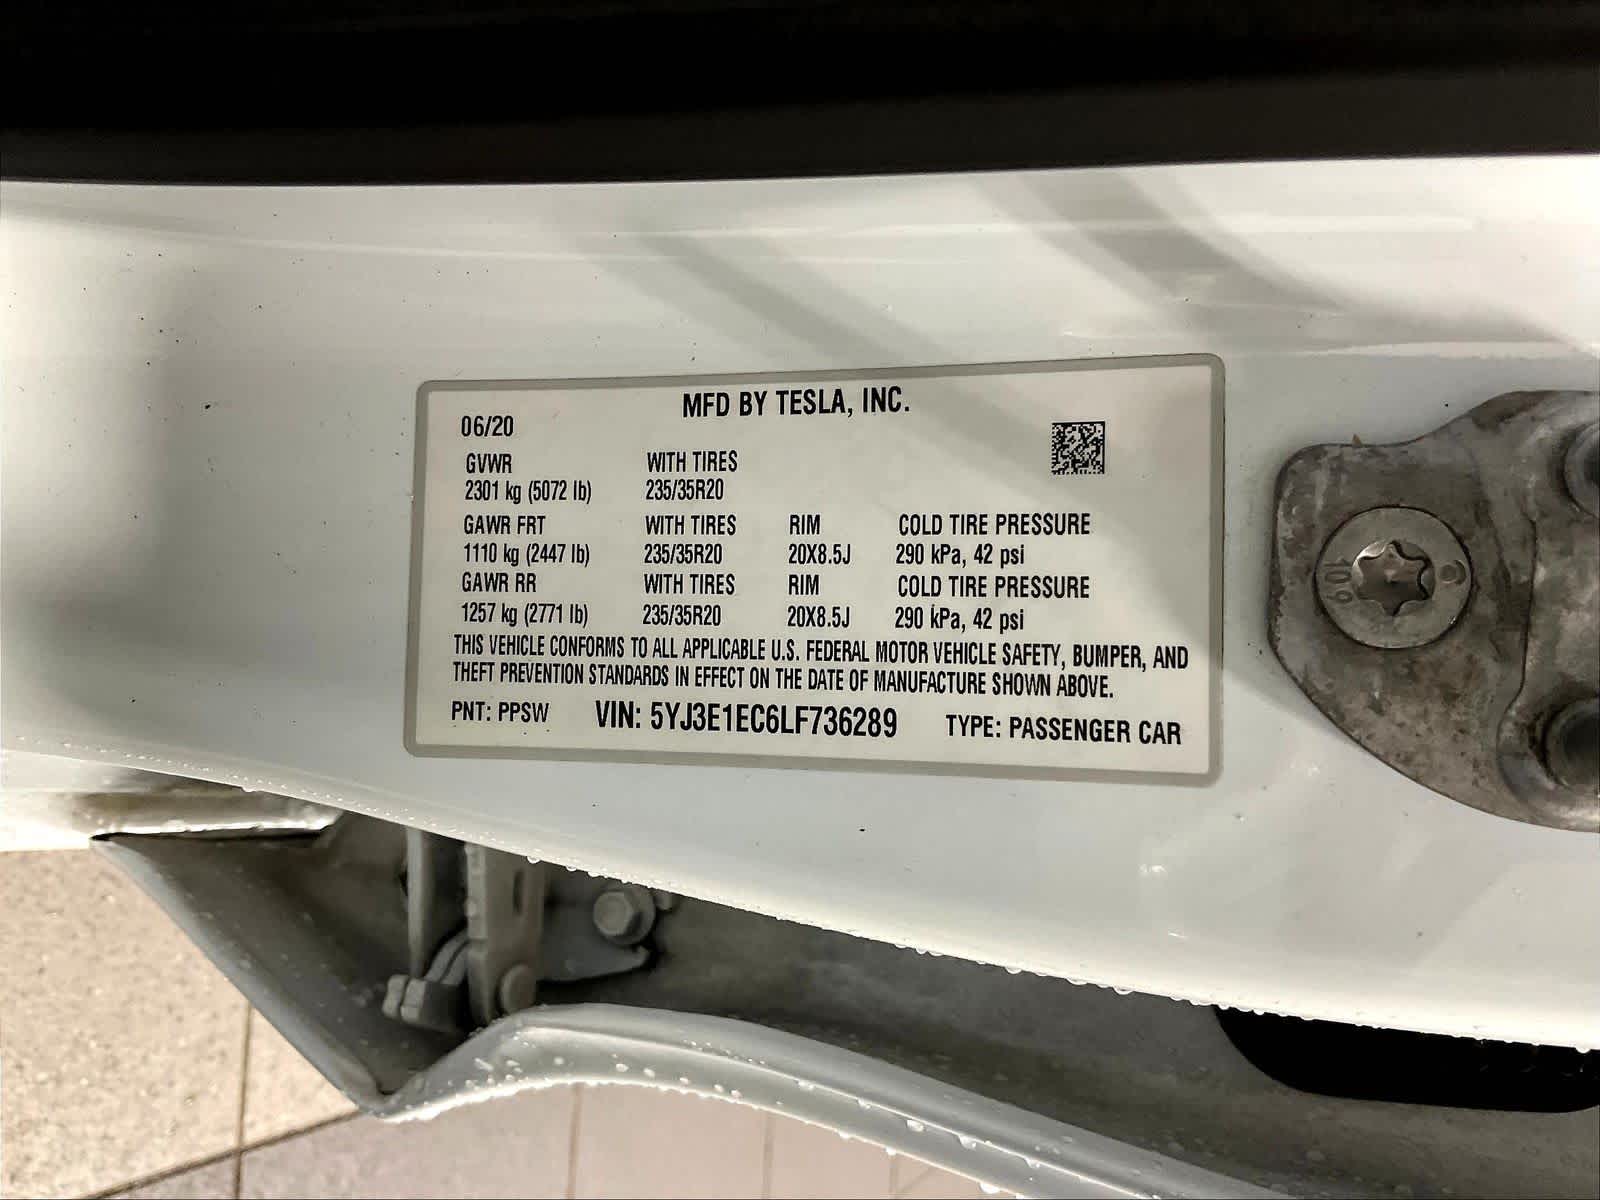 MFD BY TESLA, INC.
06/20
GVWR WITH TIRES
2301 kg (5072 lb) 235/35R20
GAWR FRT WITH TIRES RIM COLD TIRE PRESSURE
1110 kg (2447 lb) 235/35R20 20X8.5J 290 kPa, 42 psi
GAWR RR WITH TIRES RIM COLD TIRE PRESSURE
1257 kg (2771 lb) 235/35R20 20X8.5J 290 kPa, 42 psi
THIS VEHICLE CONFORMS TO ALL APPLICABLE U.S. FEDERAL MOTOR VEHICLE SAFETY, BUMPER, AND
THEFT PREVENTION STANDARDS IN EFFECT ON THE DATE OF MANUFACTURE SHOWN ABOVE.
PNT: PPSW VIN: 5YJ3E1EC6LF736289 TYPE: PASSENGER CAR
10.9